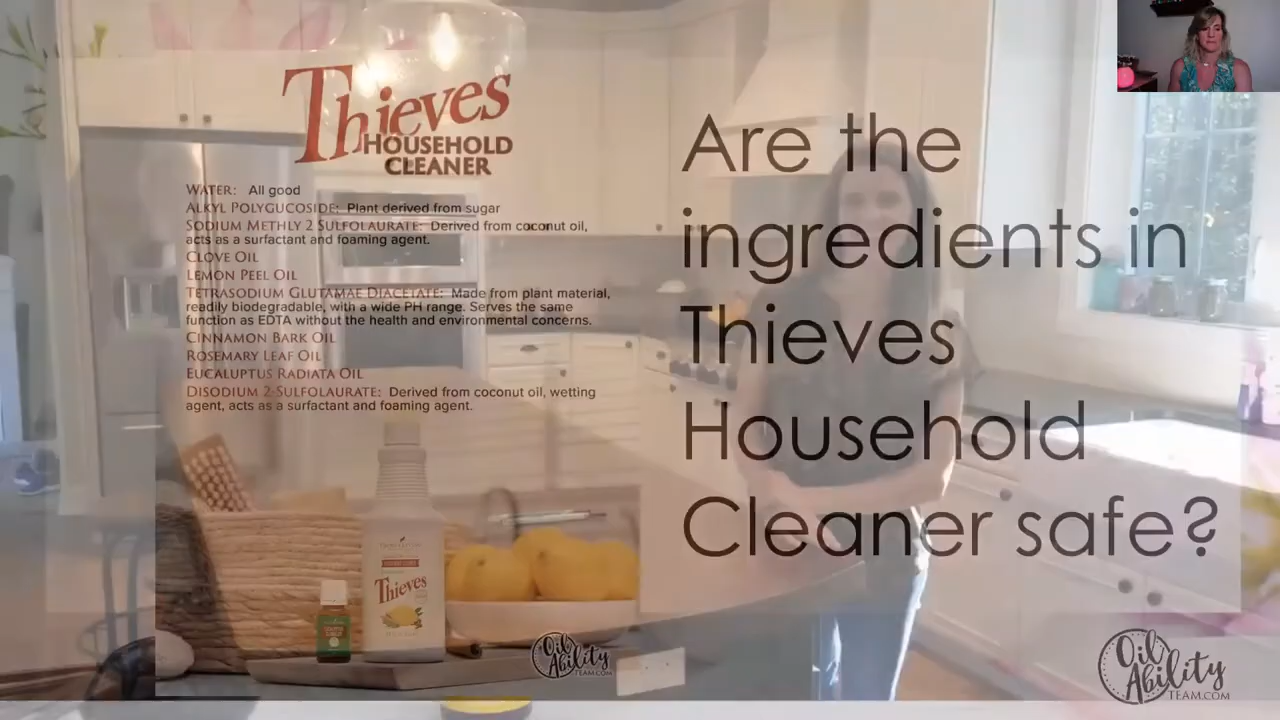 Thieves
HOUSEHOLD
CLEANER
WATER: All good
ALKYL POLYGUCOSIDE: Plant derived from sugar
SODIUM METHLY 2 SULFOLAURATE: Derived from coconut oil,
acts as a surfactant and foaming agent.
CLOVE OIL
LEMON PEEL OIL
TETRASODIUM GLUTAMAE DIACETATE: Made from plant material,
readily biodegradable, with a wide PH range. Serves the same
function as EDTA without the health and environmental concerns.
CINNAMON BARK OIL
ROSEMARY LEAF OIL
EUCALUPTUS RADIATA OIL
DISODIUM 2-SULFOLAURATE: Derived from coconut oil, wetting
agent, acts as a surfactant and foaming agent.
Are the
ingredients in
Thieves
Household
Cleaner safe?
Thieves
Oil
Ability
TEAM.COM
Oil
Ability
TEAM.COM